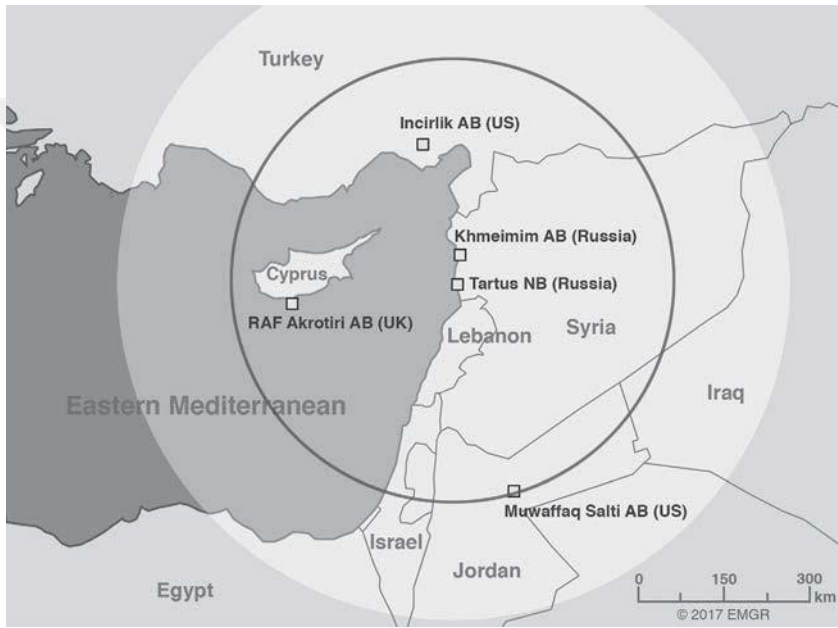 Turkey
Incirlik AB (US)
Khmeimim AB (Russia)
Cyprus
Tartus NB (Russia)
RAF Akrotiri AB (UK)
Lebanon
Syria
Eastern Mediterranean
Iraq
Muwaffaq Salti AB (US)
Israel
Jordan
Egypt
0 150 300
km
© 2017 EMGR